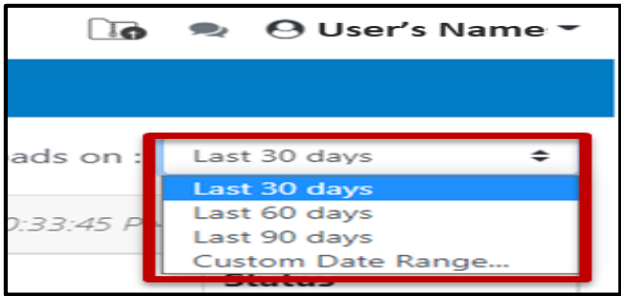 User's Name
ads on : Last 30 days
Last 30 days
0:33:45 P
Last 60 days
Last 90 days
Custom Date Range...
Status